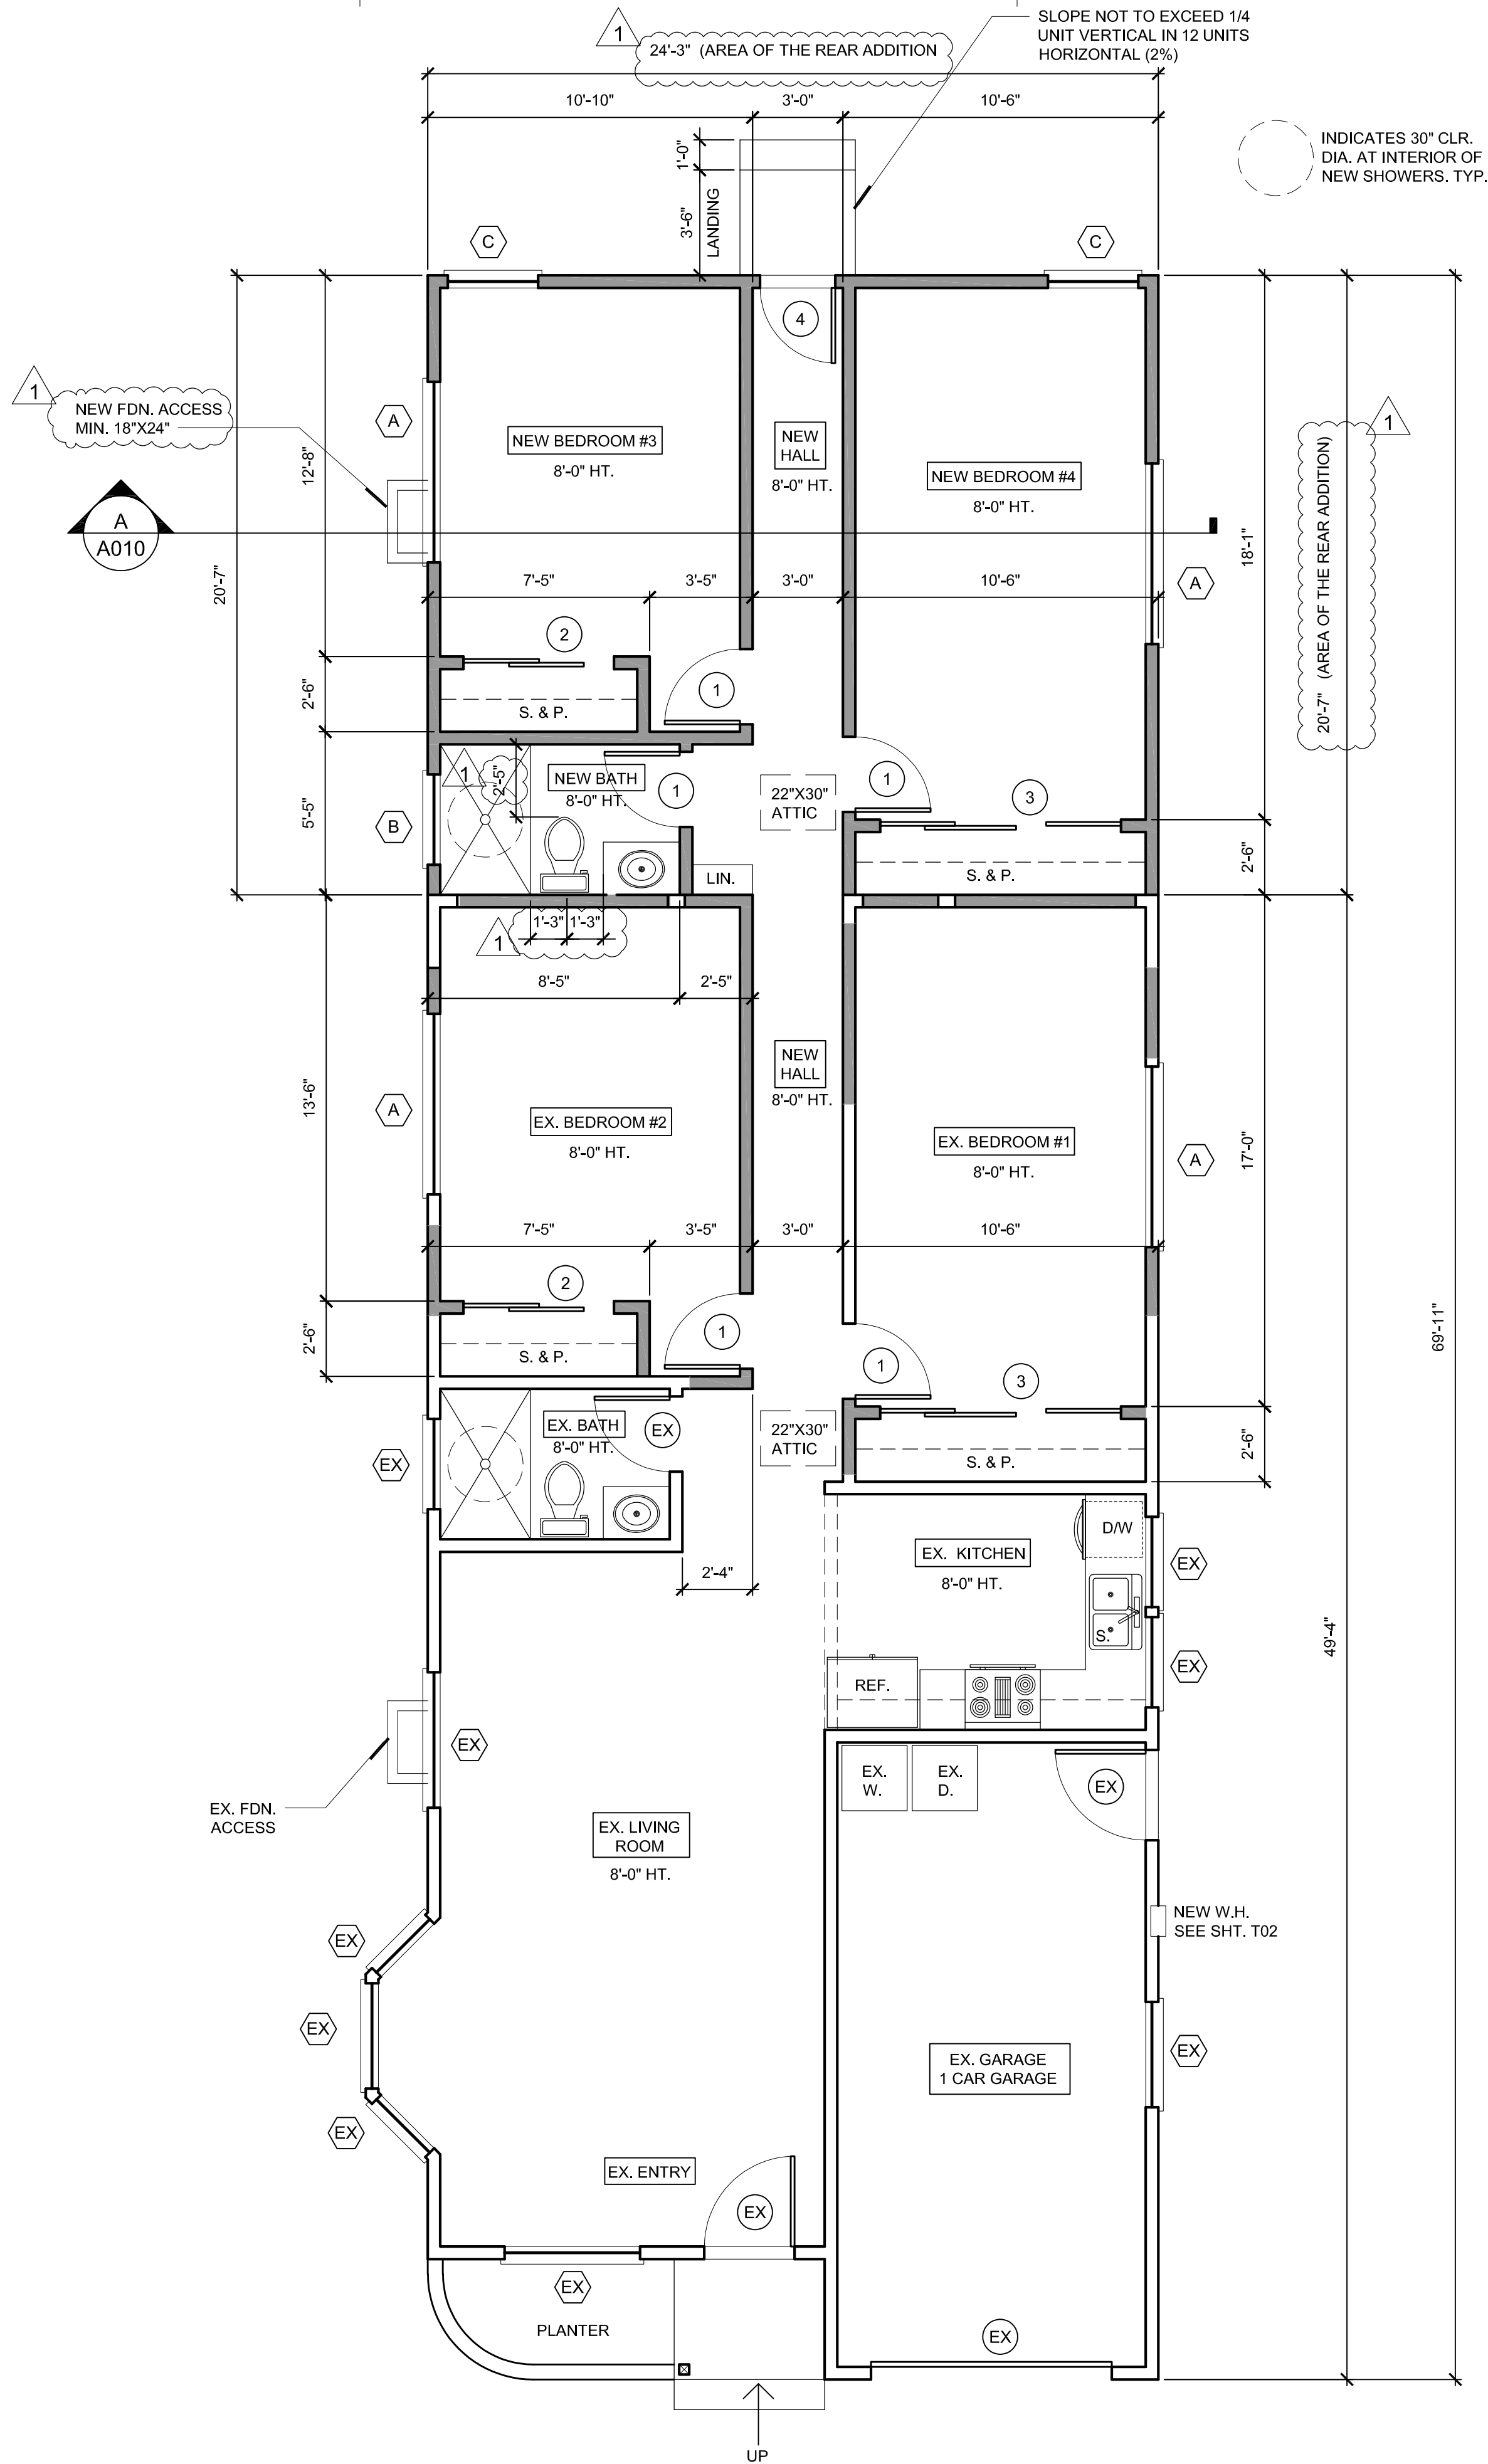 SLOPE NOT TO EXCEED 1/4
UNIT VERTICAL IN 12 UNITS
HORIZONTAL (2%)
1
24'-3" (AREA OF THE REAR ADDITION
10'-10"
3'-0"
10'-6"
INDICATES 30" CLR.
DIA. AT INTERIOR OF
NEW SHOWERS. TYP.
1'-0"
3'-6"
LANDING
C
C
4
1
NEW FDN. ACCESS
MIN. 18"X24"
A
A
A010
20'-7"
12'-8"
NEW BEDROOM #3
8'-0" HT.
NEW
HALL
8'-0" HT.
NEW BEDROOM #4
8'-0" HT.
1
20'-7" (AREA OF THE REAR ADDITION)
18'-1"
A
7'-5"
3'-5"
3'-0"
10'-6"
2
1
2'-6"
S. & P.
1
2'-5"
NEW BATH
8'-0" HT.
1
22"X30"
ATTIC
1
3
5'-5"
B
LIN.
S. & P.
2'-6"
1
1'-3"
1'-3"
8'-5"
2'-5"
13'-6"
A
EX. BEDROOM #2
8'-0" HT.
NEW
HALL
8'-0" HT.
EX. BEDROOM #1
8'-0" HT.
A
17'-0"
7'-5"
3'-5"
3'-0"
10'-6"
2
1
2'-6"
S. & P.
1
3
69'-11"
EX. BATH
8'-0" HT.
EX
EX
22"X30"
ATTIC
S. & P.
2'-6"
2'-4"
EX. KITCHEN
8'-0" HT.
D/W
EX
S.
EX
REF.
49'-4"
EX
EX. FDN.
ACCESS
EX.
W.
EX.
D.
EX
EX. LIVING
ROOM
8'-0" HT.
NEW W.H.
SEE SHT. T02
EX
EX
EX
EX. GARAGE
1 CAR GARAGE
EX
EX. ENTRY
EX
EX
PLANTER
EX
UP